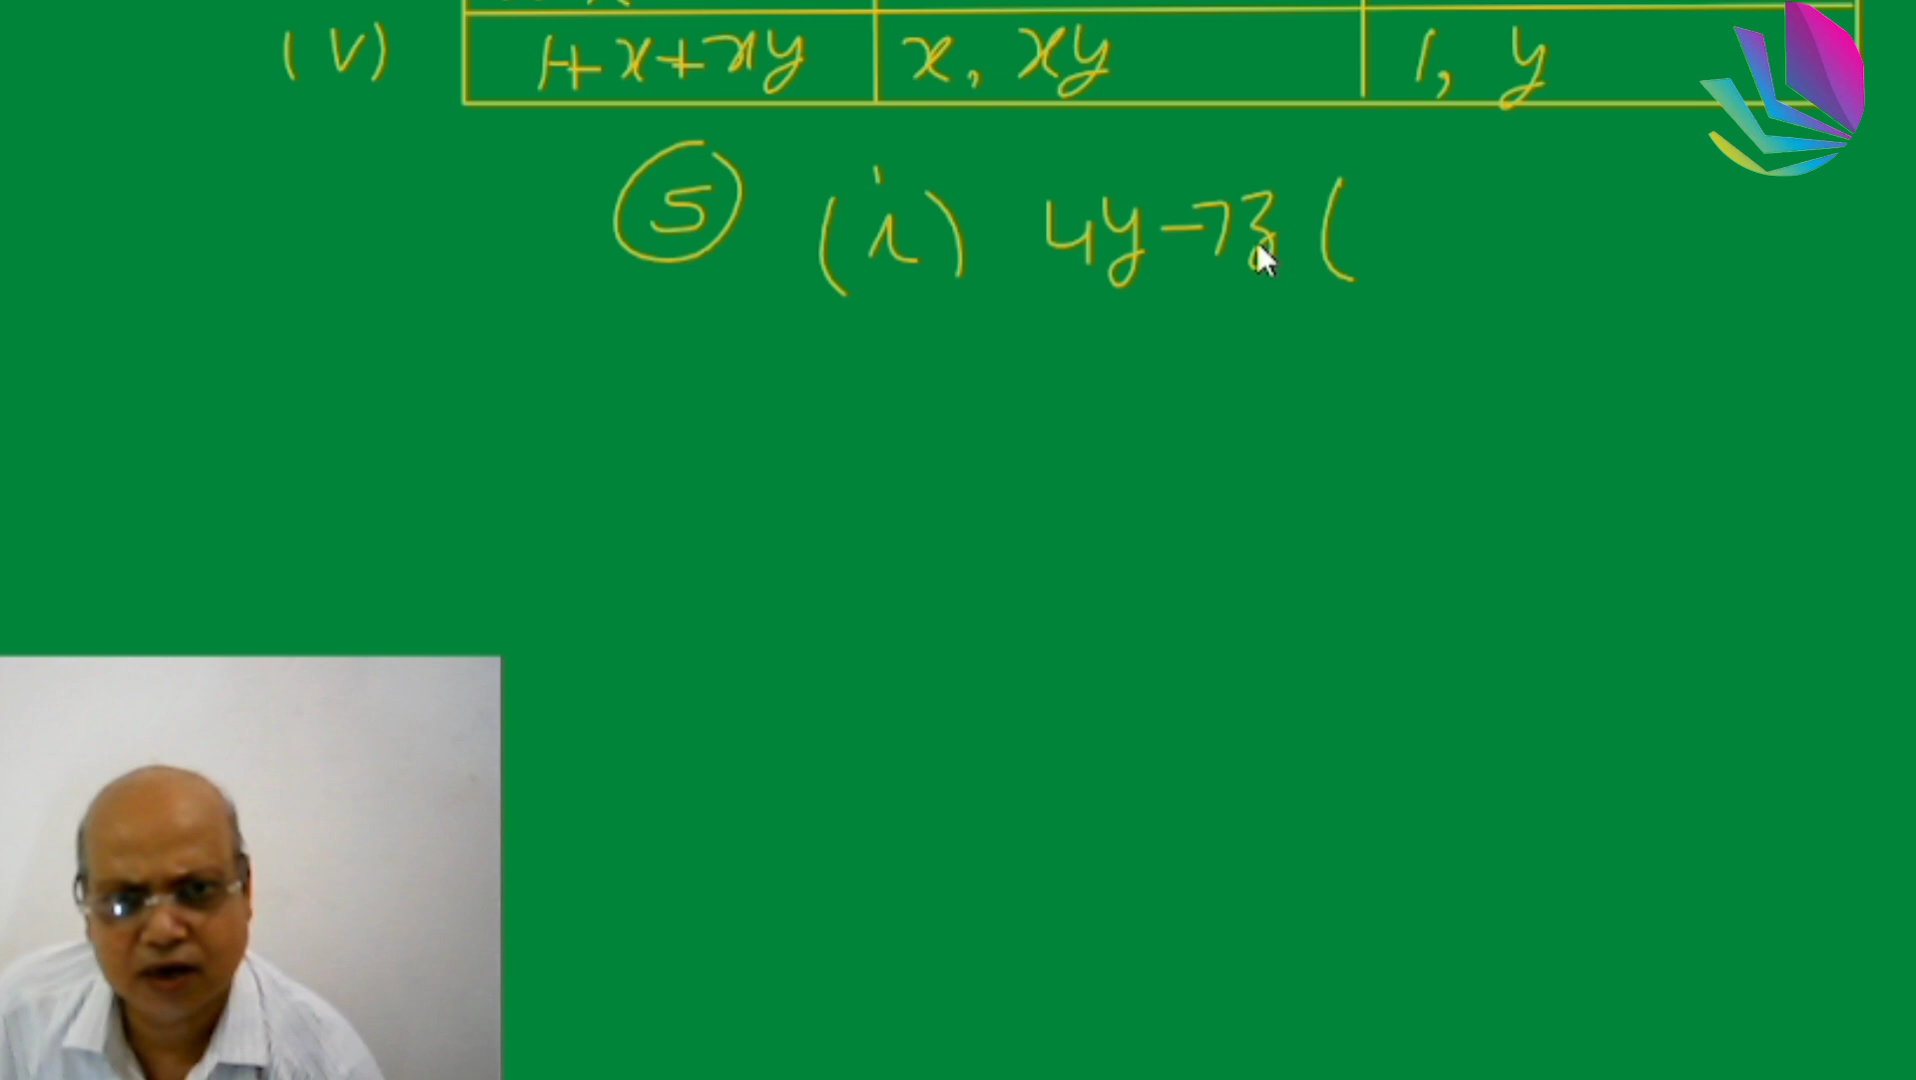 (V) 1+x+xy x, xy 1, y
5 (i) 4y-7z (